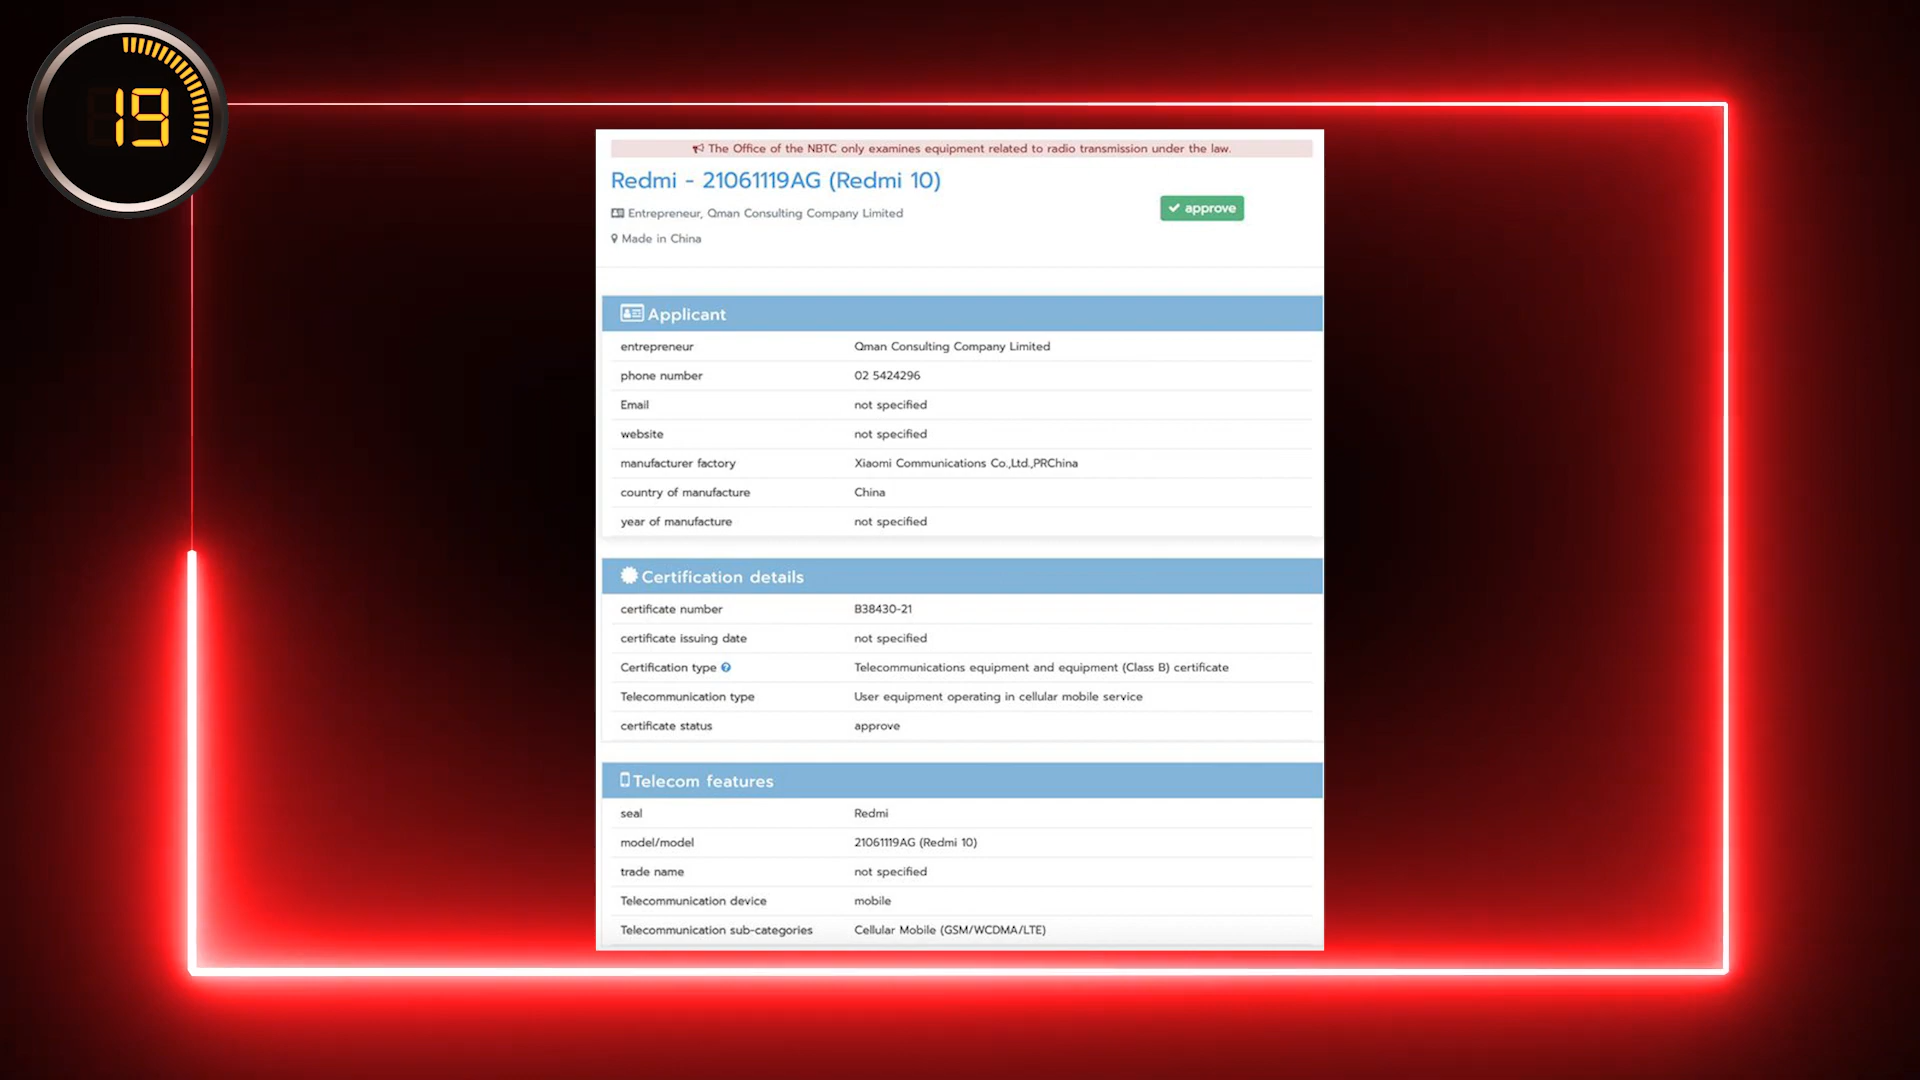 19
The Office of the NBTC only examines equipment related to radio transmission under the law.
Redmi - 21061119AG (Redmi 10)
Entrepreneur, Qman Consulting Company Limited
approve
Made in China
Applicant
entrepreneur Qman Consulting Company Limited
phone number 02 5424296
Email not specified
website not specified
manufacturer factory Xiaomi Communications Co.,Ltd.,PRChina
country of manufacture China
year of manufacture not specified
Certification details
certificate number B38430-21
certificate issuing date not specified
Certification type Telecommunications equipment and equipment (Class B) certificate
Telecommunication type User equipment operating in cellular mobile service
certificate status approve
Telecom features
seal Redmi
model/model 21061119AG (Redmi 10)
trade name not specified
Telecommunication device mobile
Telecommunication sub-categories Cellular Mobile (GSM/WCDMA/LTE)